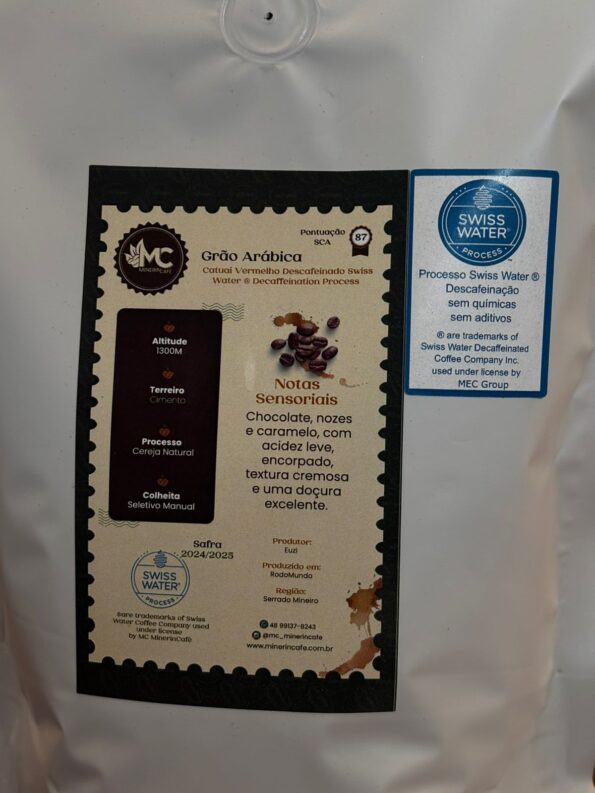 MC
MINERINCAFÉ
Pontuação
SCA
87
Grão Arábica
Catuaí Vermelho Descafeinado Swiss
Water ® Decaffeination Process
Altitude
1300M
Terreiro
Cimento
Processo
Cereja Natural
Colheita
Seletivo Manual
Notas
Sensoriais
Chocolate, nozes
e caramelo, com
acidez leve,
encorpado,
textura cremosa
e uma doçura
excelente.
Safra
2024/2025
SWISS
WATER®
PROCESS
®are trademarks of Swiss
Water Coffee Company used
under license
by MC MinerinCafé
Produtor:
Euzi
Produzido em:
RodoMundo
Região:
Serrado Mineiro
48 99137-8243
@mc_minerincafe
www.minerincafe.com.br
SWISS
WATER®
PROCESS
Processo Swiss Water ®
Descafeinação
sem químicas
sem aditivos
® are trademarks of
Swiss Water Decaffeinated
Coffee Company Inc.
used under license by
MEC Group